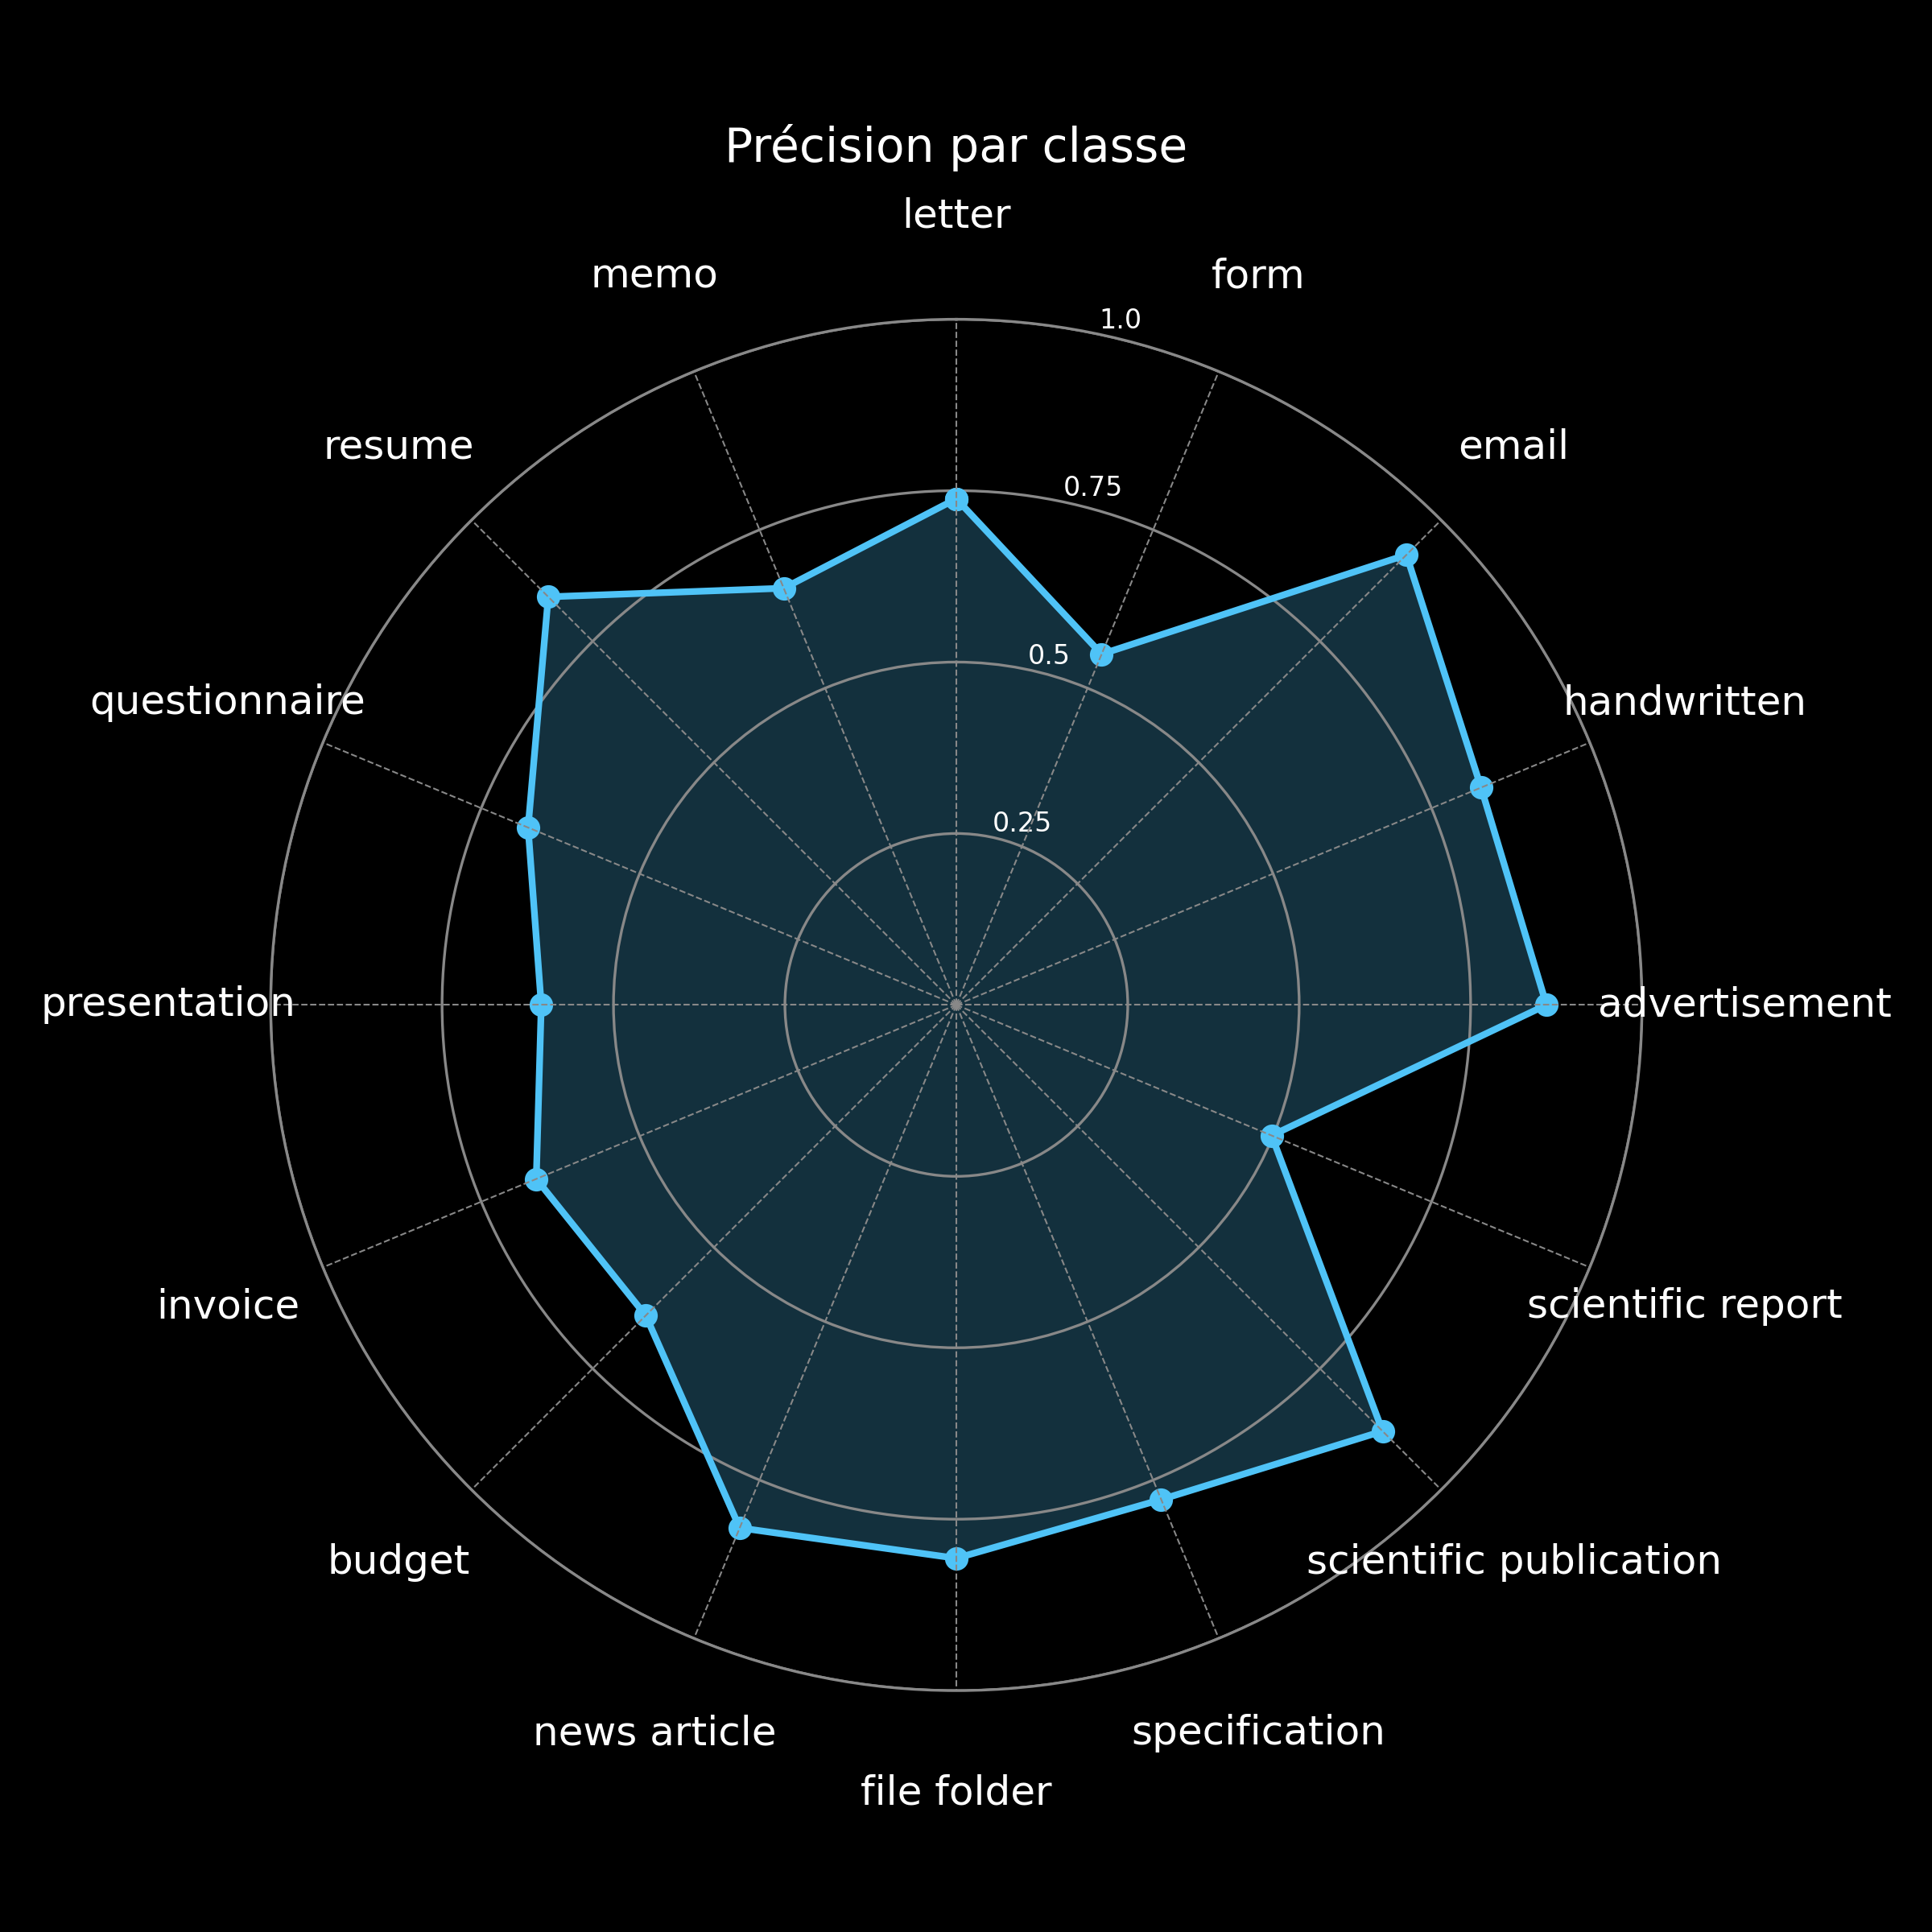 Précision par classe
letter
memo
form
1.0
resume
email
0.75
0.5
questionnaire
handwritten
0.25
presentation
advertisement
invoice
scientific report
budget
scientific publication
news article
specification
file folder